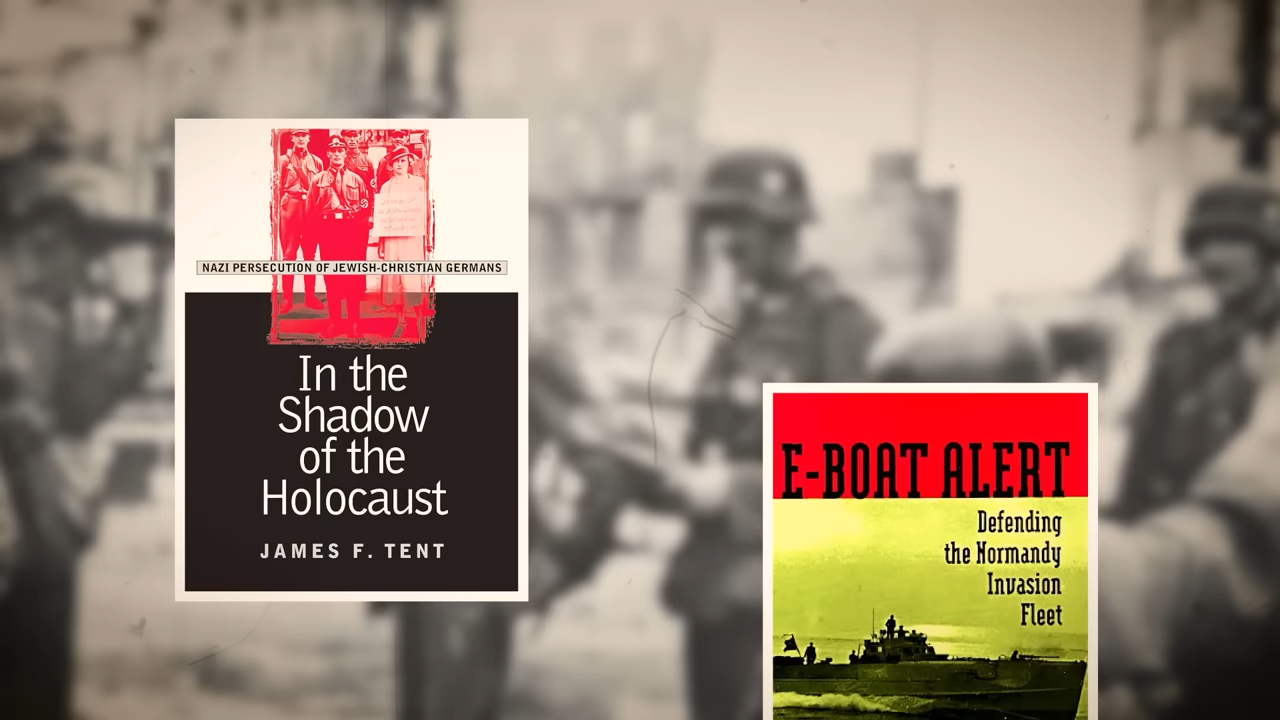 NAZI PERSECUTION OF JEWISH-CHRISTIAN GERMANS
In the
Shadow
of the
Holocaust
JAMES F. TENT
E-BOAT ALERT
Defending
the Normandy
Invasion
Fleet